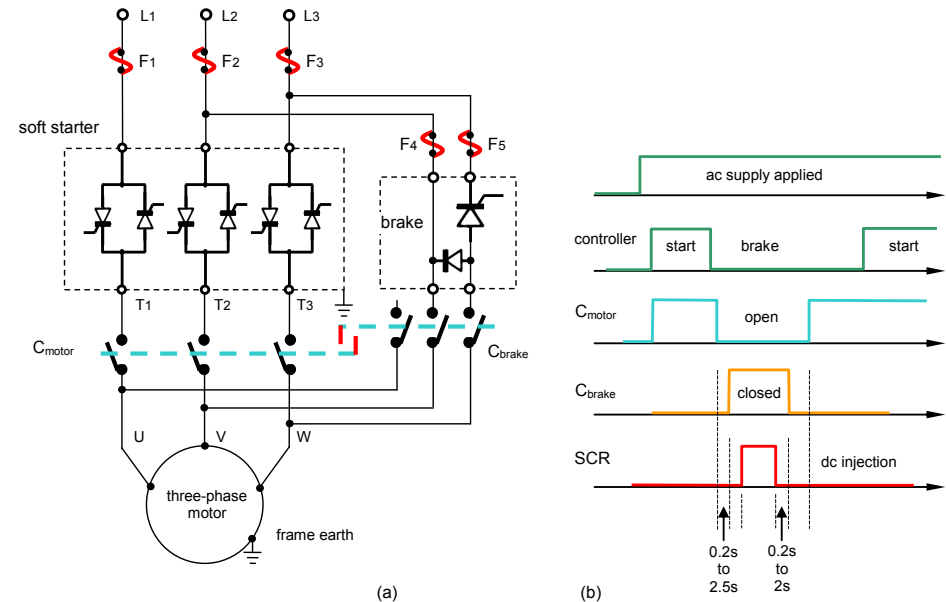 L1 L2 L3
F1 F2 F3
soft starter
F4 F5
brake
T1 T2 T3
Cmotor
Cbrake
U V W
three-phase
motor
frame earth
(a)
ac supply applied
controller start brake start
Cmotor open
Cbrake closed
SCR dc injection
0.2s 0.2s
to to
2.5s 2s
(b)